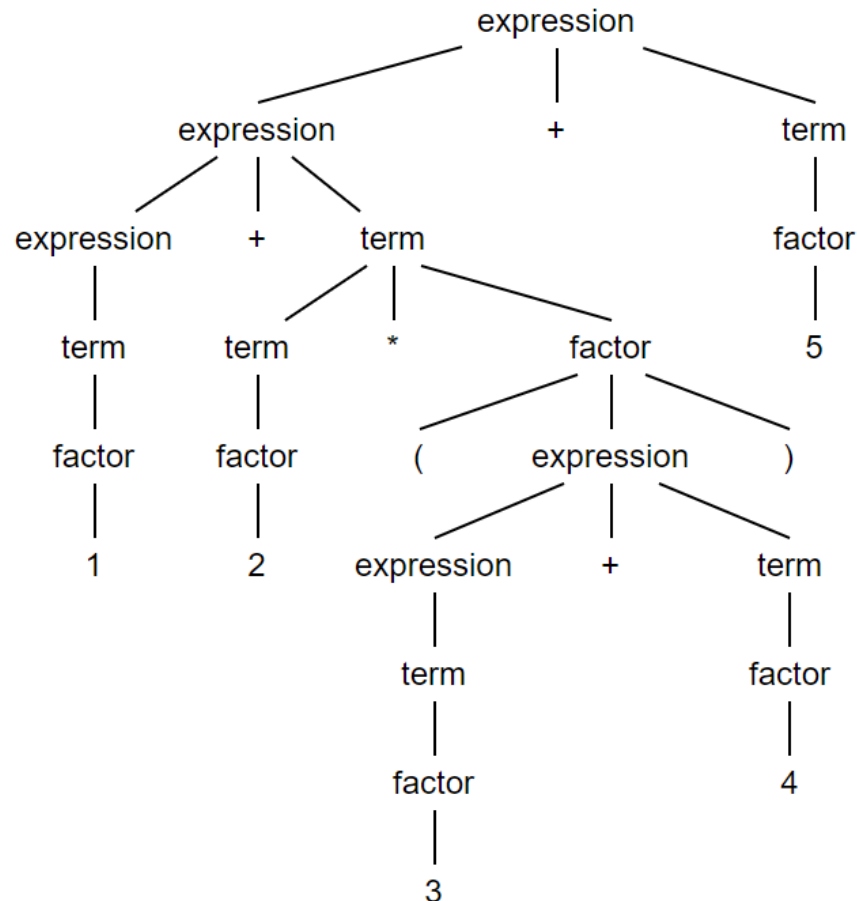 expression
expression + term
expression + term factor
term term * factor 5
factor factor ( expression )
1 2 expression + term
term factor
factor 4
3